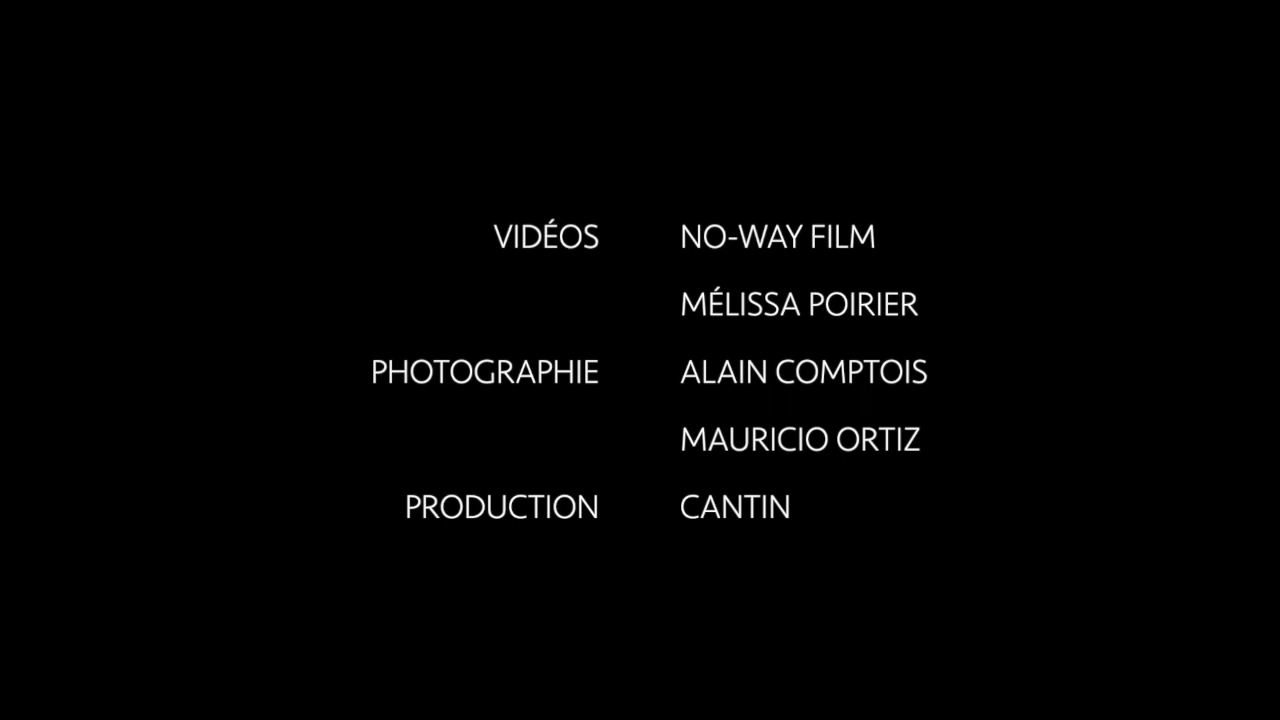 VIDÉOS NO-WAY FILM
MÉLISSA POIRIER
PHOTOGRAPHIE ALAIN COMPTOIS
MAURICIO ORTIZ
PRODUCTION CANTIN